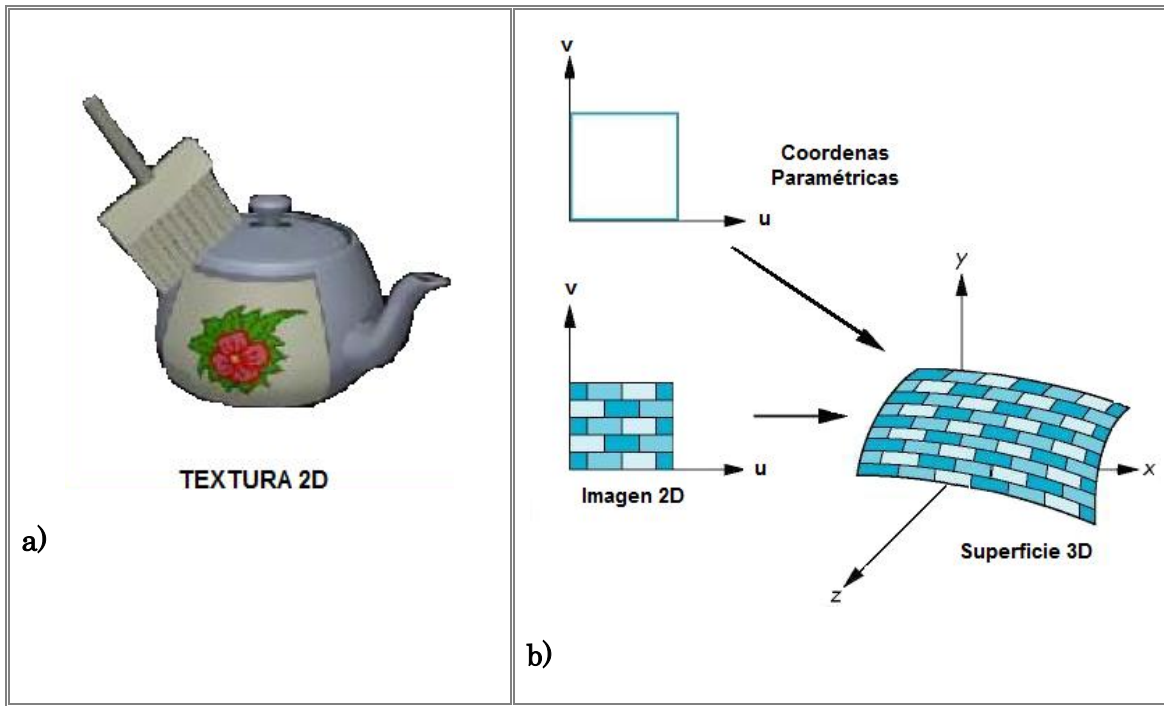 TEXTURA 2D
a)
v
Coordenas
Paramétricas
u
v
u
Imagen 2D
y
x
z
Superficie 3D
b)